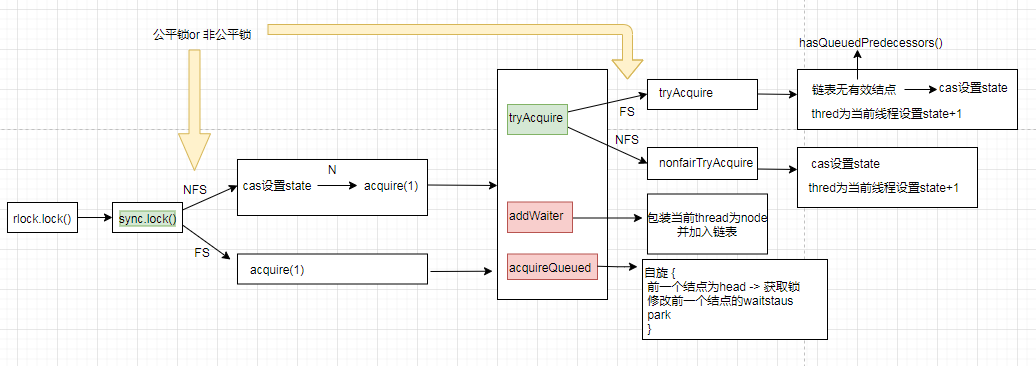 公平锁or 非公平锁
hasQueuedPredecessors()
链表无有效结点
cas设置state
thred为当前线程设置state+1
tryAcquire
FS
tryAcquire
NFS
nonfairTryAcquire
cas设置state
thred为当前线程设置state+1
rlock.lock()
sync.lock()
NFS
cas设置state
N
acquire(1)
FS
acquire(1)
addWaiter
包装当前thread为node
并加入链表
acquireQueued
自旋 {
前一个结点为head -> 获取锁
修改前一个结点的waitstaus
park
}